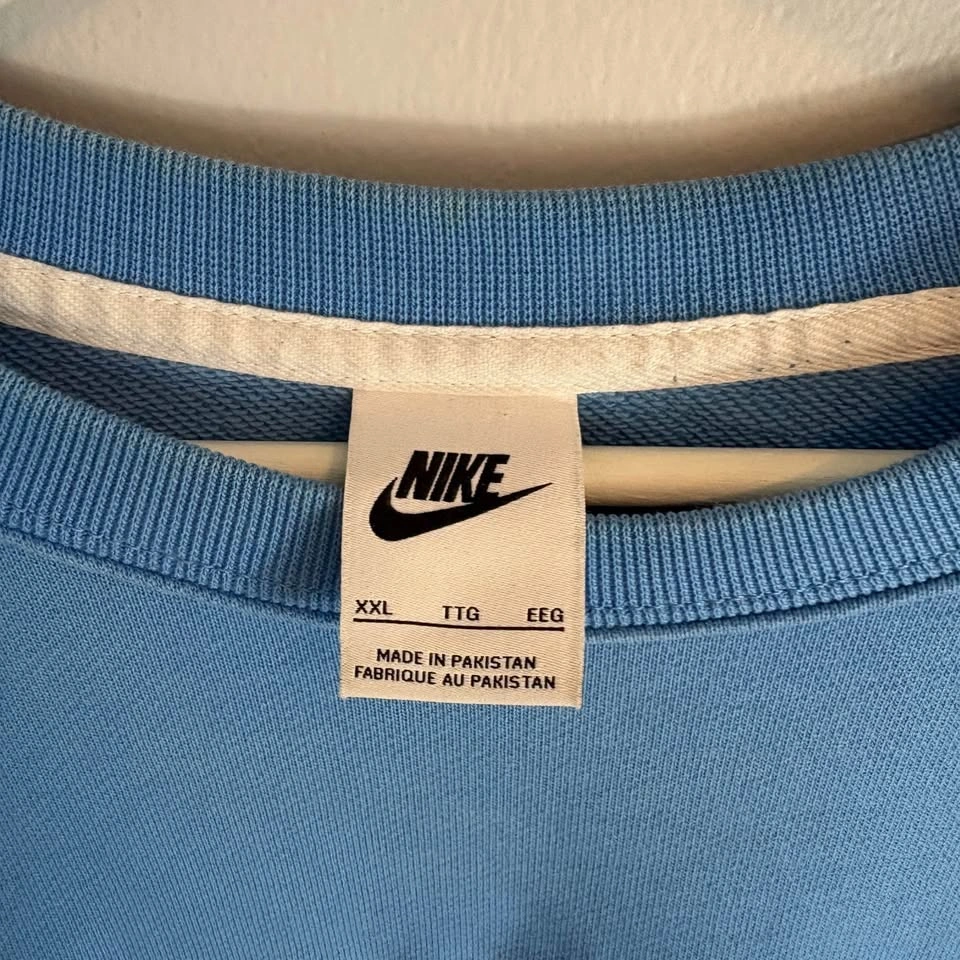 NIKE
XXL TTG EEG
MADE IN PAKISTAN
FABRIQUE AU PAKISTAN